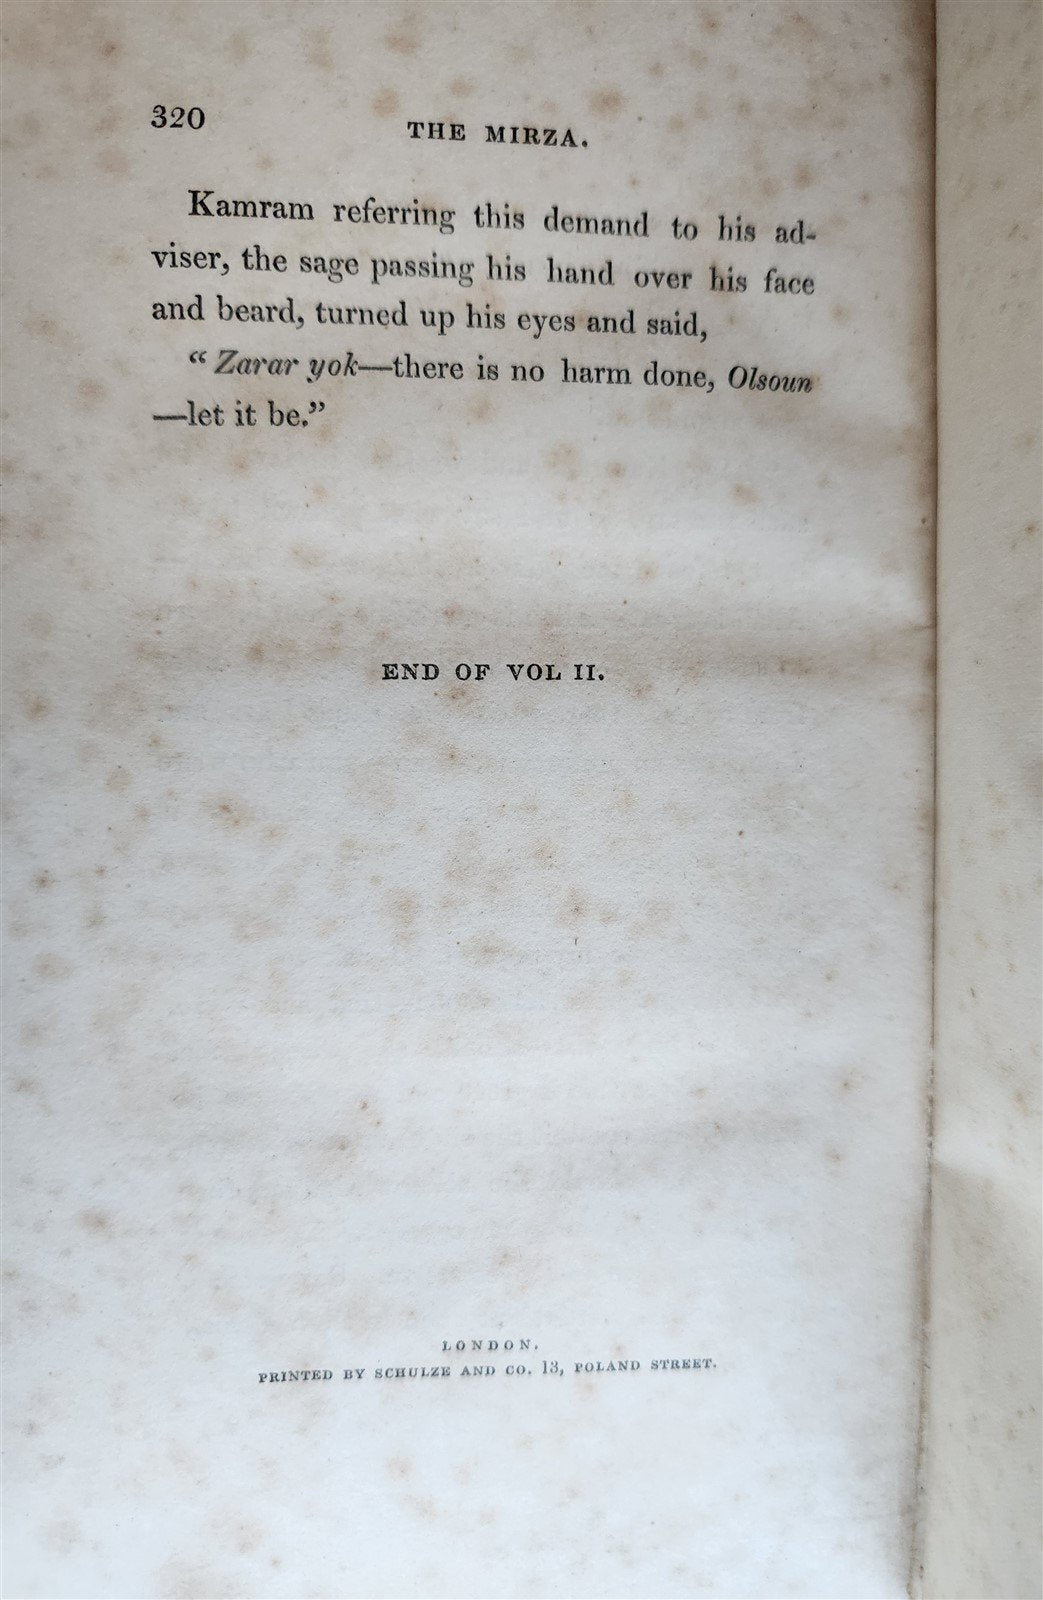 320
THE MIRZA.
Kamram referring this demand to his ad-
viser, the sage passing his hand over his face
and beard, turned up his eyes and said,
“ Zarar yok—there is no harm done, Olsoun
—let it be.”
END OF VOL II.
LONDON.
PRINTED BY SCHULZE AND CO. 13, POLAND STREET.